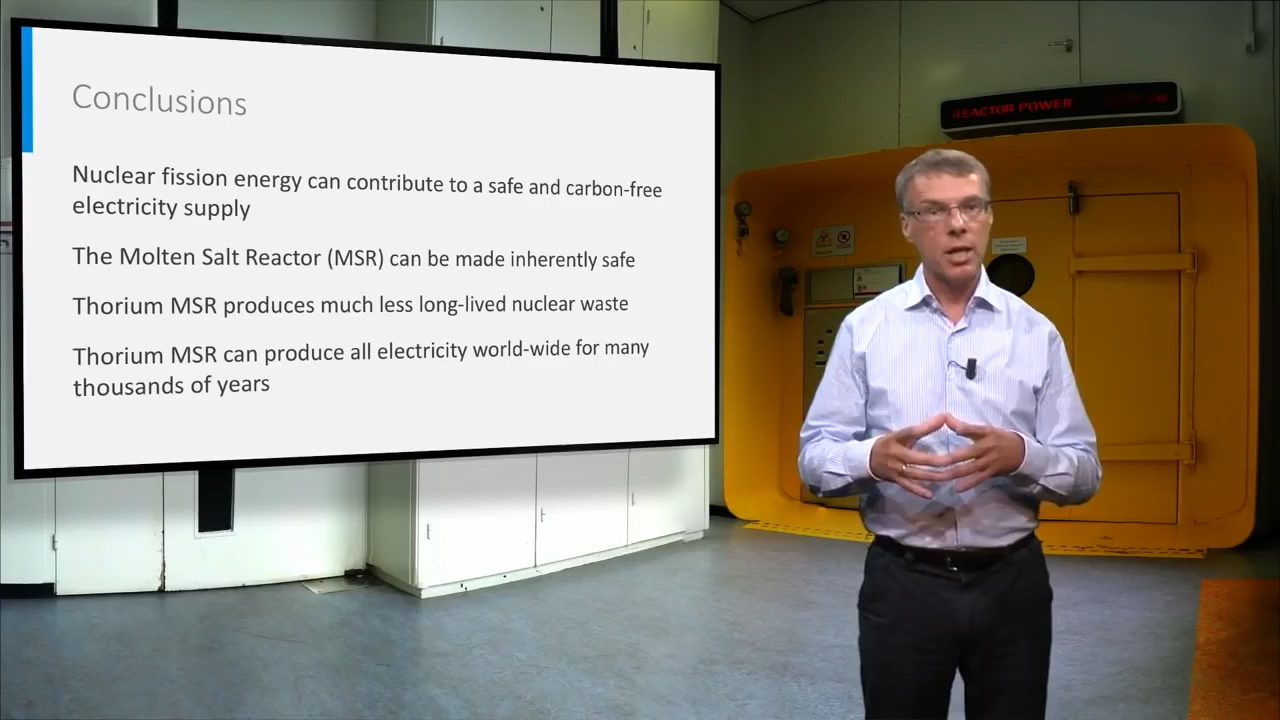 Conclusions
Nuclear fission energy can contribute to a safe and carbon-free
electricity supply
The Molten Salt Reactor (MSR) can be made inherently safe
Thorium MSR produces much less long-lived nuclear waste
Thorium MSR can produce all electricity world-wide for many
thousands of years
REACTOR POWER